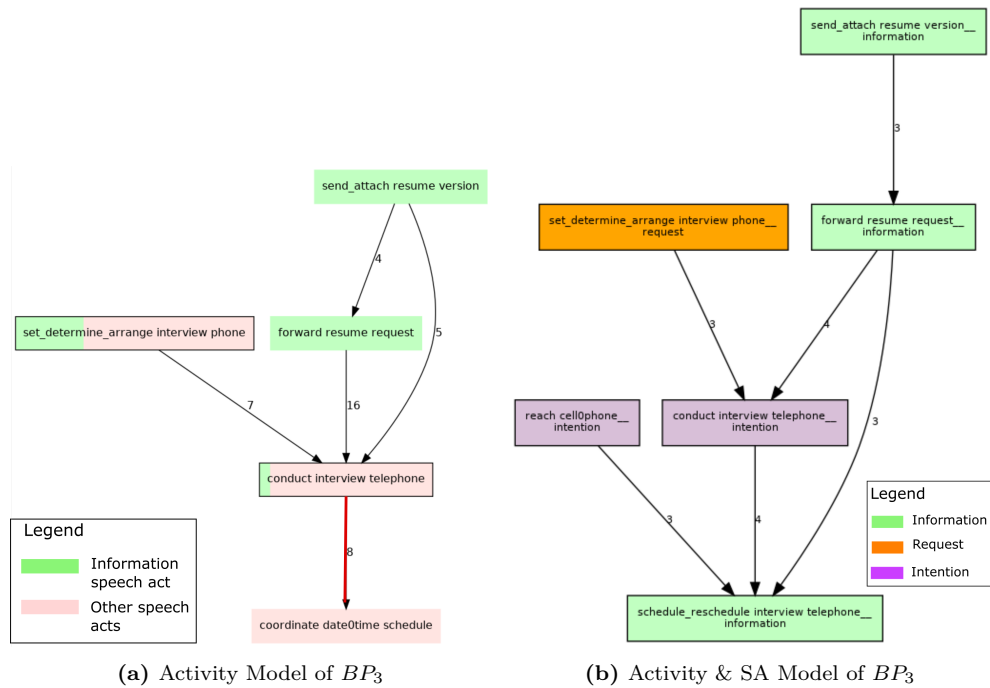 send_attach resume version
4
5
set_determine_arrange interview phone
forward resume request
7
16
conduct interview telephone
8
coordinate date0time schedule
Legend
Information
speech act
Other speech
acts
(a) Activity Model of BP3
send_attach resume version__
information
3
set_determine_arrange interview phone__
request
forward resume request__
information
3
4
3
reach cell0phone__
intention
conduct interview telephone__
intention
3
4
schedule_reschedule interview telephone__
information
Legend
Information
Request
Intention
(b) Activity & SA Model of BP3